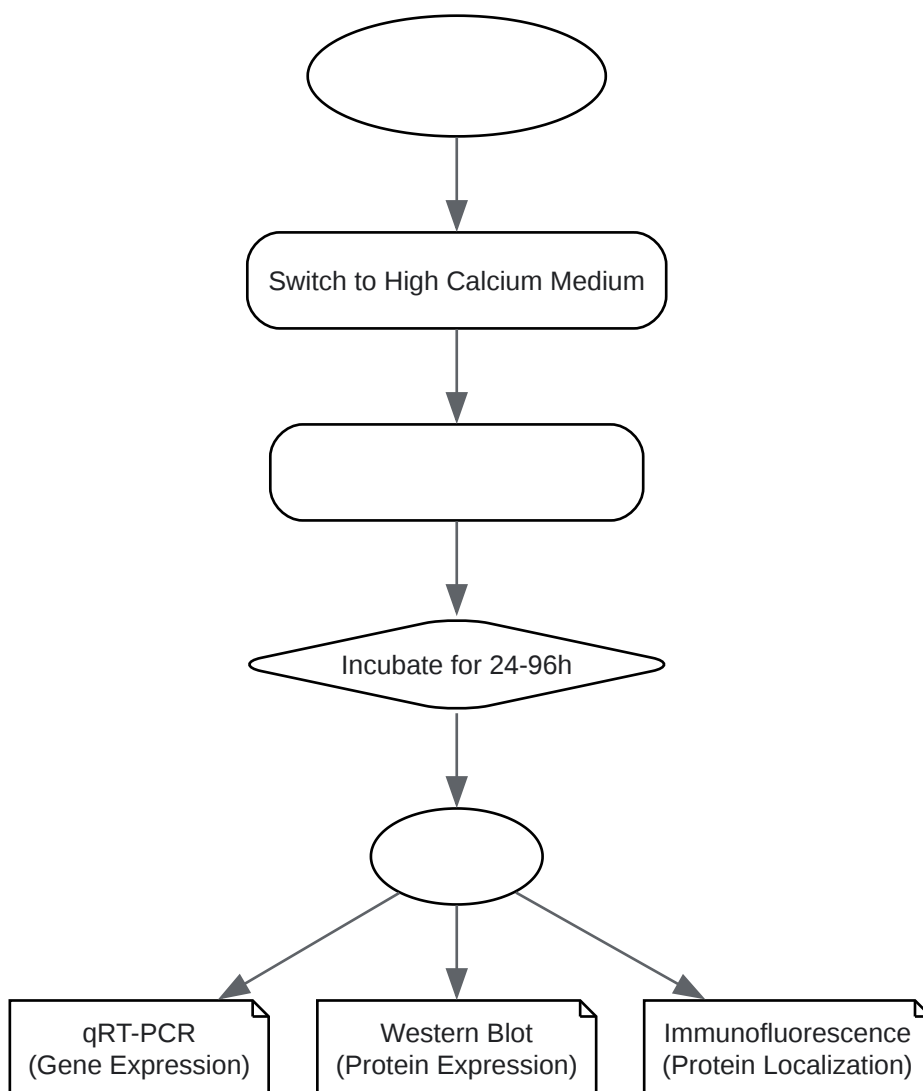 Switch to High Calcium Medium
Incubate for 24-96h
qRT-PCR
(Gene Expression)
Western Blot
(Protein Expression)
Immunofluorescence
(Protein Localization)